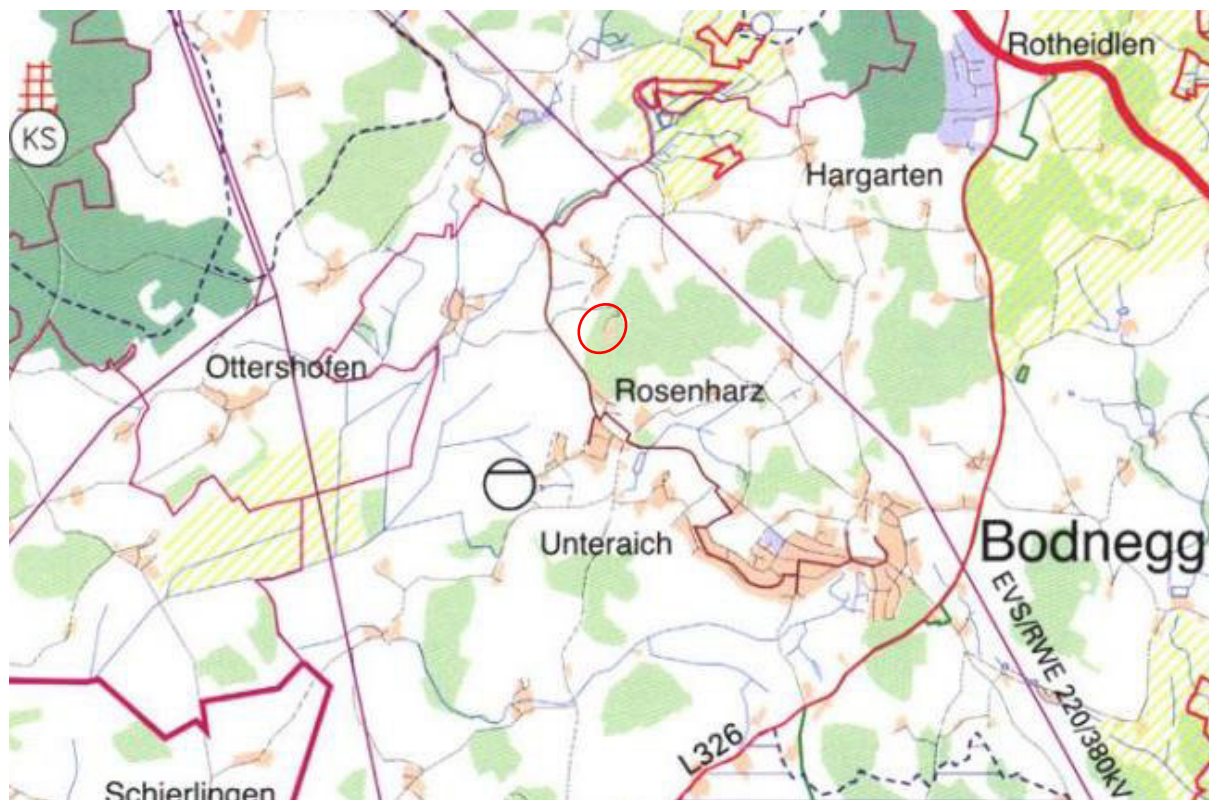 Rotheidlen
KS
Hargarten
Ottershofen
Rosenharz
Unteraich
Bodnegg
EVS/RWE 220/380kV
L326
Schierlingen